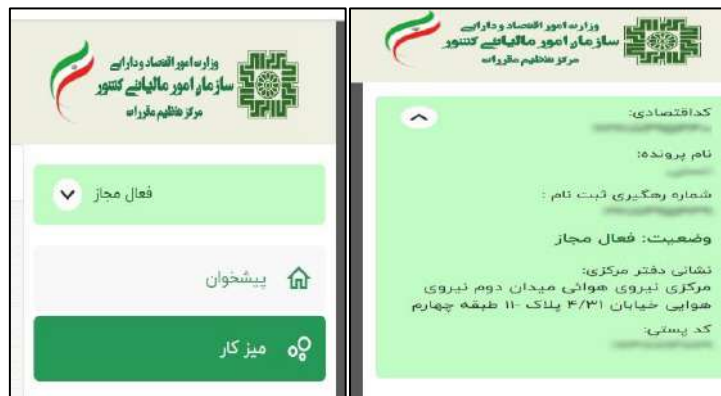 وزارت امور اقتصاد و دارایی
سازمان امور مالیاتی کشور
مرکز تنظیم مقررات
فعال مجاز
پیشخوان
میز کار
وزارت امور اقتصاد و دارایی
سازمان امور مالیاتی کشور
مرکز تنظیم مقررات
کداقتصادی:
نام پرونده:
شماره رهگیری ثبت نام :
وضعیت: فعال مجاز
نشانی دفتر مرکزی:
مرکزی نیروی هوائی میدان دوم نیروی
هوایی خیابان ۴/۳۱ پلاک -۱۱ طبقه چهارم
کد پستی: